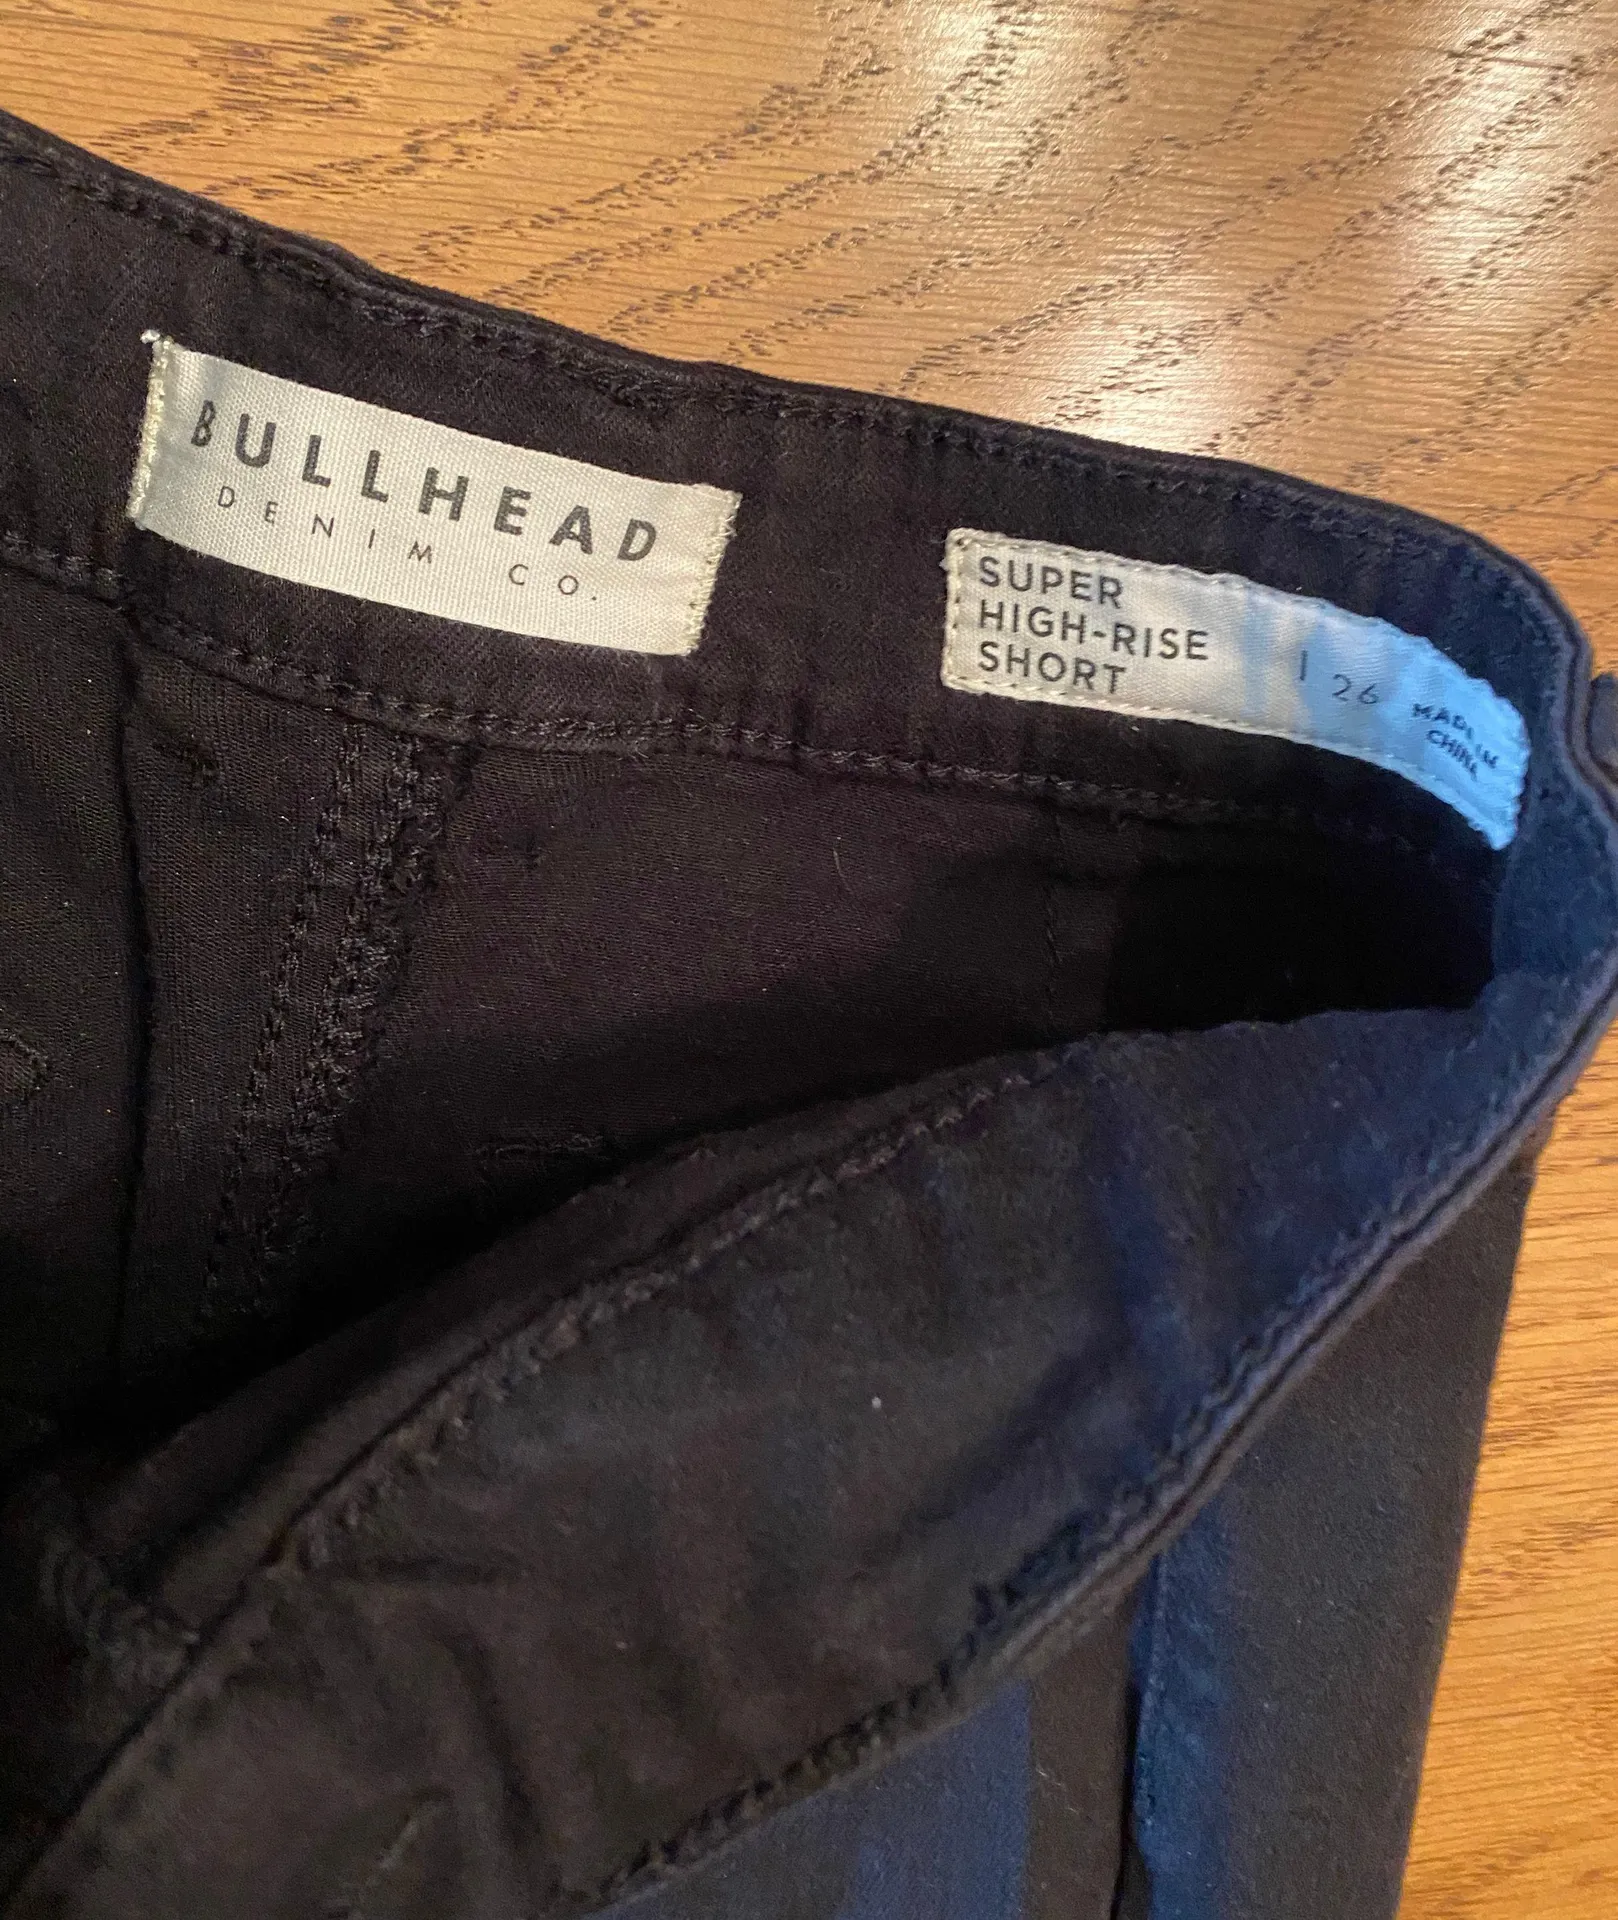 BULLHEAD
DENIM CO.
SUPER
HIGH-RISE
SHORT
1 26
MADE IN
CHINA